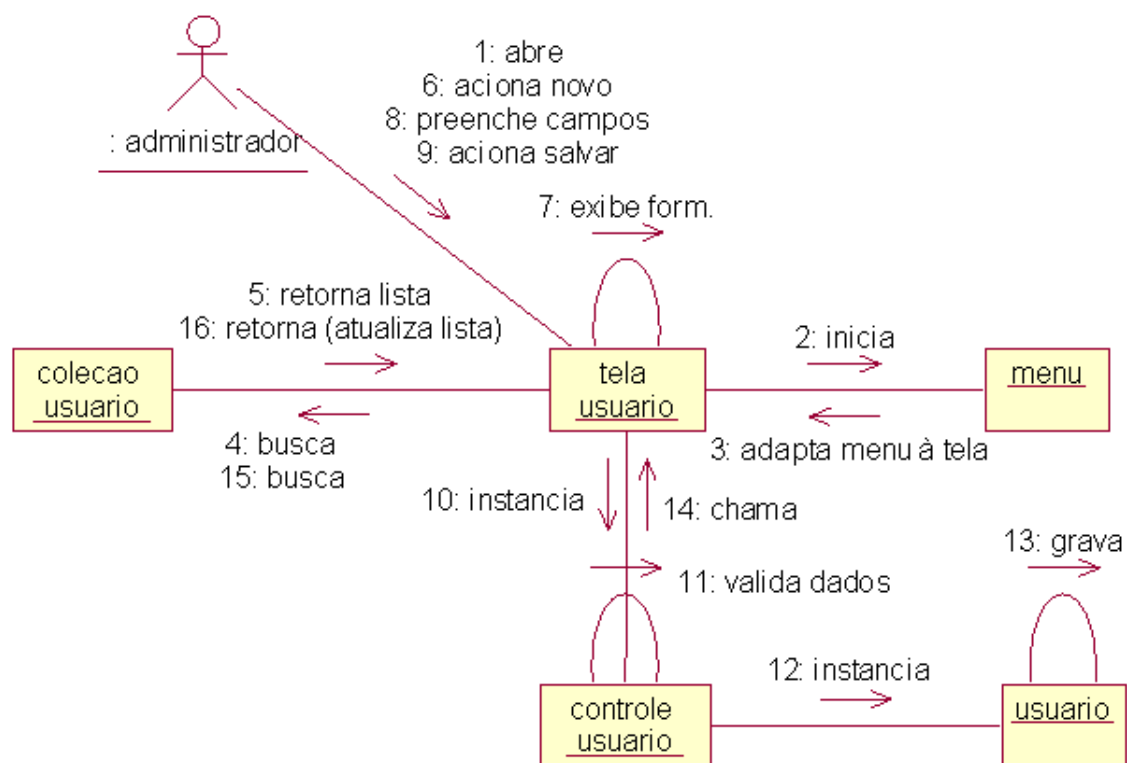 1: abre
6: aciona novo
8: preenche campos
9: aciona salvar
: administrador
7: exibe form.
5: retorna lista
16: retorna (atualiza lista)
2: inicia
colecao
usuario
tela
usuario
menu
4: busca
15: busca
3: adapta menu à tela
10: instancia
14: chama
13: grava
11: valida dados
12: instancia
controle
usuario
usuario